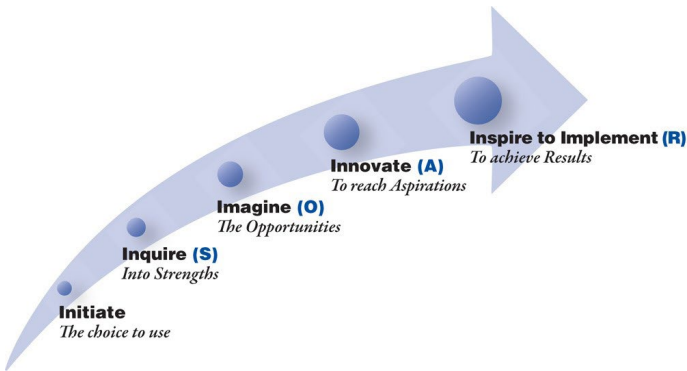 Inspire to Implement (R)
To achieve Results
Innovate (A)
To reach Aspirations
Imagine (O)
The Opportunities
Inquire (S)
Into Strengths
Initiate
The choice to use